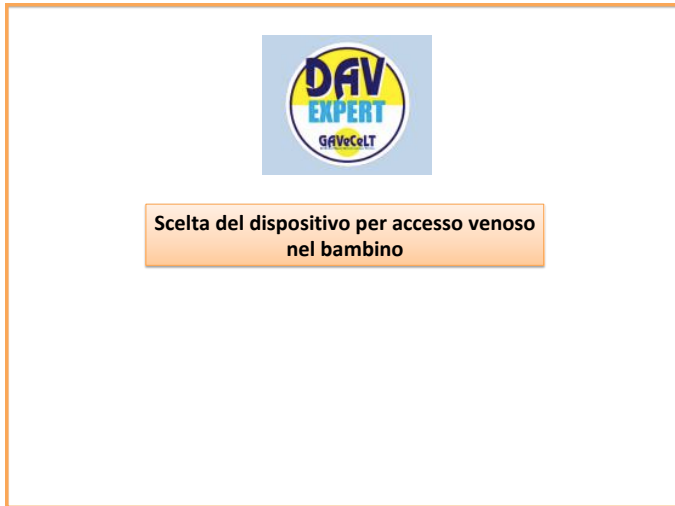 DAV
EXPERT
GAVeCeLT
Scelta del dispositivo per accesso venoso
nel bambino